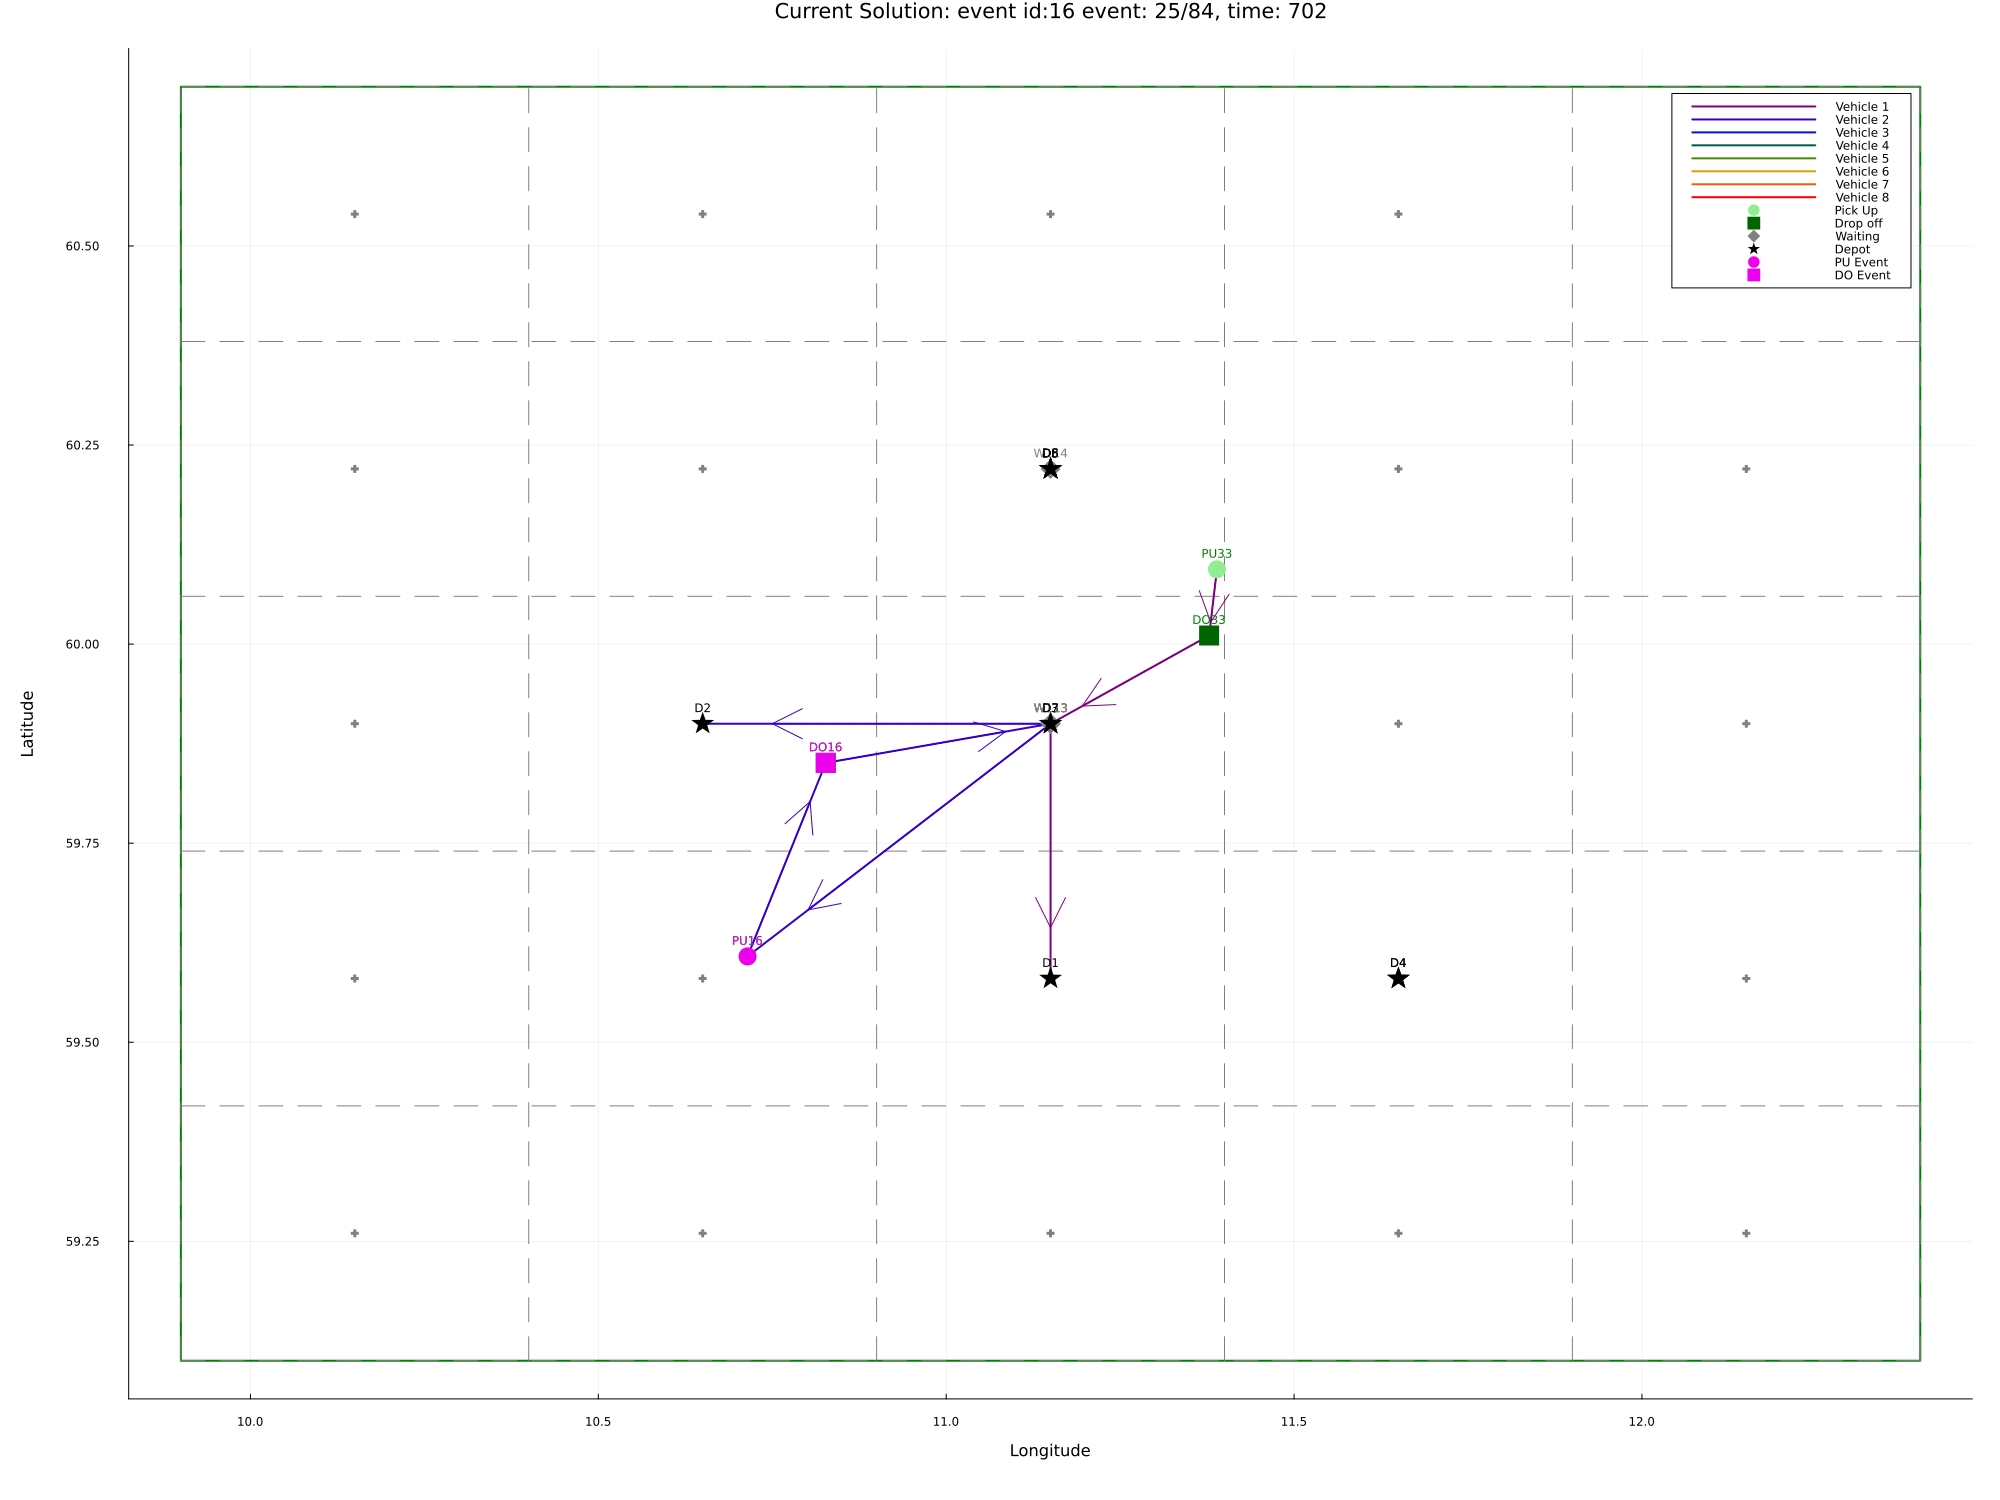 Current Solution: event id:16 event: 25/84, time: 702
Vehicle 1
Vehicle 2
Vehicle 3
Vehicle 4
Vehicle 5
Vehicle 6
Vehicle 7
Vehicle 8
Pick Up
Drop off
Waiting
Depot
PU Event
DO Event
60.50
60.25
60.00
59.75
59.50
59.25
Latitude
PU33
DO33
D2
DO16
PU16
D1
D4
10.0
10.5
11.0
11.5
12.0
Longitude